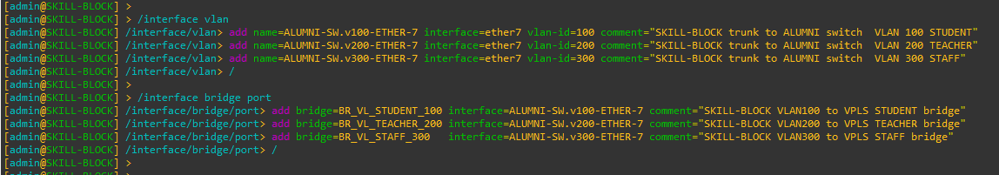 [admin@SKILL-BLOCK] >
[admin@SKILL-BLOCK] > /interface vlan
[admin@SKILL-BLOCK] /interface/vlan> add name=ALUMNI-SW.v100-ETHER-7 interface=ether7 vlan-id=100 comment="SKILL-BLOCK trunk to ALUMNI switch  VLAN 100 STUDENT"
[admin@SKILL-BLOCK] /interface/vlan> add name=ALUMNI-SW.v200-ETHER-7 interface=ether7 vlan-id=200 comment="SKILL-BLOCK trunk to ALUMNI switch  VLAN 200 TEACHER"
[admin@SKILL-BLOCK] /interface/vlan> add name=ALUMNI-SW.v300-ETHER-7 interface=ether7 vlan-id=300 comment="SKILL-BLOCK trunk to ALUMNI switch  VLAN 300 STAFF"
[admin@SKILL-BLOCK] /interface/vlan> /
[admin@SKILL-BLOCK] >
[admin@SKILL-BLOCK] > /interface bridge port
[admin@SKILL-BLOCK] /interface/bridge/port> add bridge=BR_VL_STUDENT_100 interface=ALUMNI-SW.v100-ETHER-7 comment="SKILL-BLOCK VLAN100 to VPLS STUDENT bridge"
[admin@SKILL-BLOCK] /interface/bridge/port> add bridge=BR_VL_TEACHER_200 interface=ALUMNI-SW.v200-ETHER-7 comment="SKILL-BLOCK VLAN200 to VPLS TEACHER bridge"
[admin@SKILL-BLOCK] /interface/bridge/port> add bridge=BR_VL_STAFF_300   interface=ALUMNI-SW.v300-ETHER-7 comment="SKILL-BLOCK VLAN300 to VPLS STAFF bridge"
[admin@SKILL-BLOCK] /interface/bridge/port> /
[admin@SKILL-BLOCK] >
[admin@SKILL-BLOCK] >